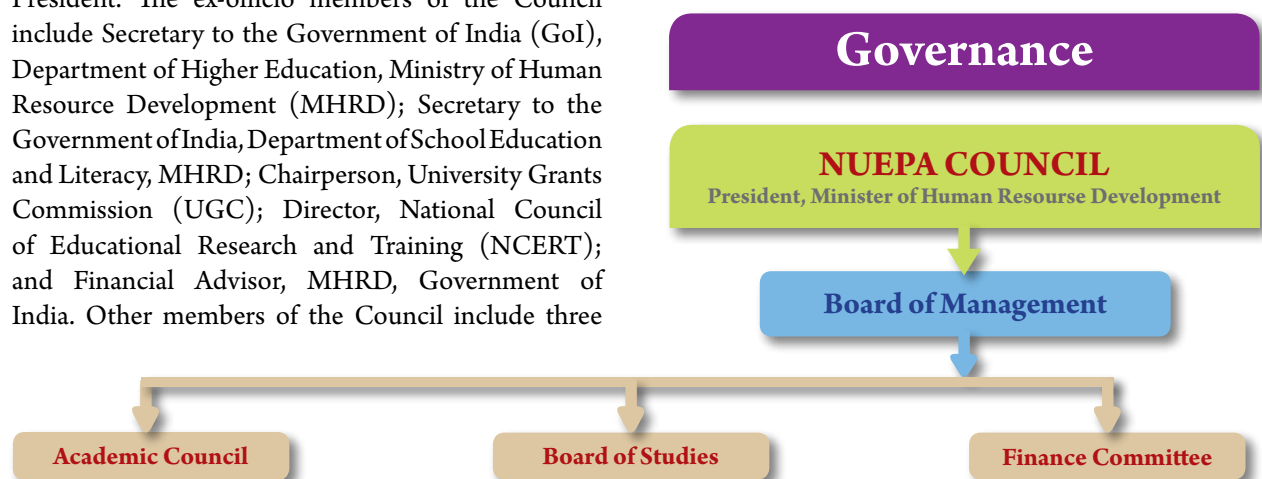 President. The ex-officio members of the Council
include Secretary to the Government of India (GoI),
Department of Higher Education, Ministry of Human
Resource Development (MHRD); Secretary to the
Government of India, Department of School Education
and Literacy, MHRD; Chairperson, University Grants
Commission (UGC); Director, National Council
of Educational Research and Training (NCERT);
and Financial Advisor, MHRD, Government of
India. Other members of the Council include three
Governance
NUEPA COUNCIL
President, Minister of Human Resourse Development
Board of Management
Academic Council
Board of Studies
Finance Committee